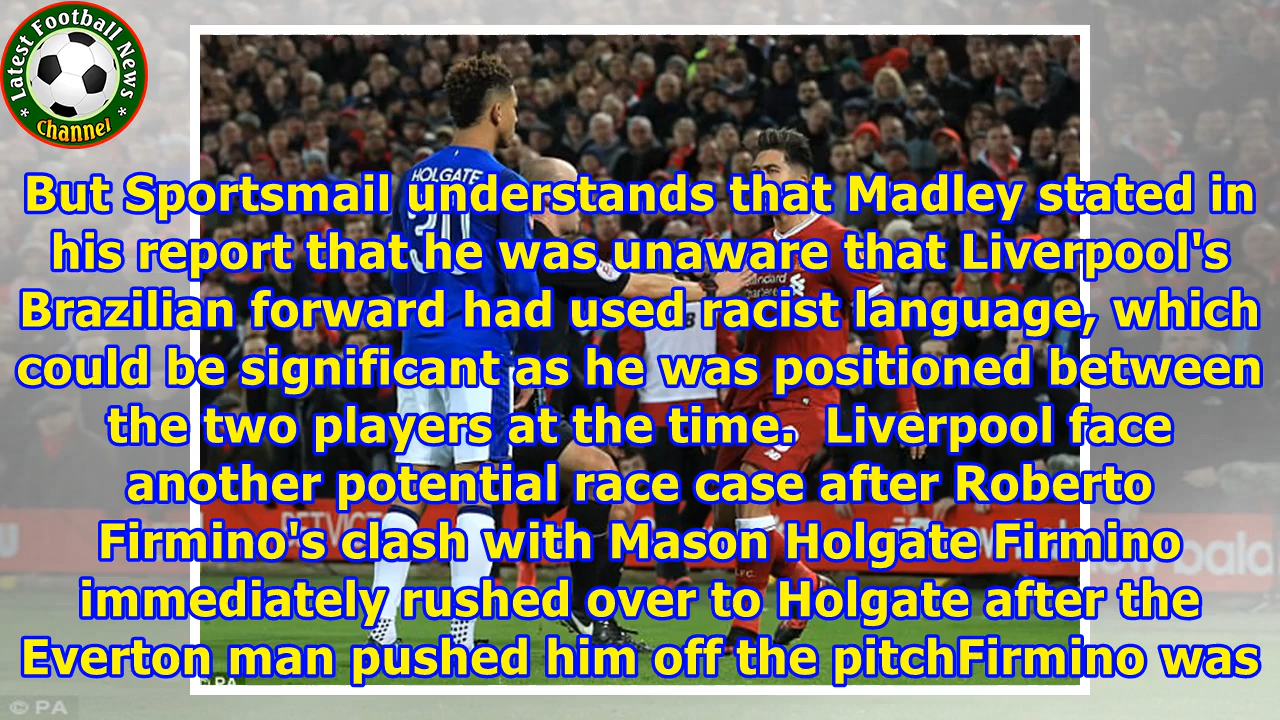 Latest Football News
* Channel *
But Sportsmail understands that Madley stated in
his report that he was unaware that Liverpool's
Brazilian forward had used racist language, which
could be significant as he was positioned between
the two players at the time.  Liverpool face
another potential race case after Roberto
Firmino's clash with Mason Holgate Firmino
immediately rushed over to Holgate after the
Everton man pushed him off the pitchFirmino was
HOLGATE
BETVICTOR
© PA